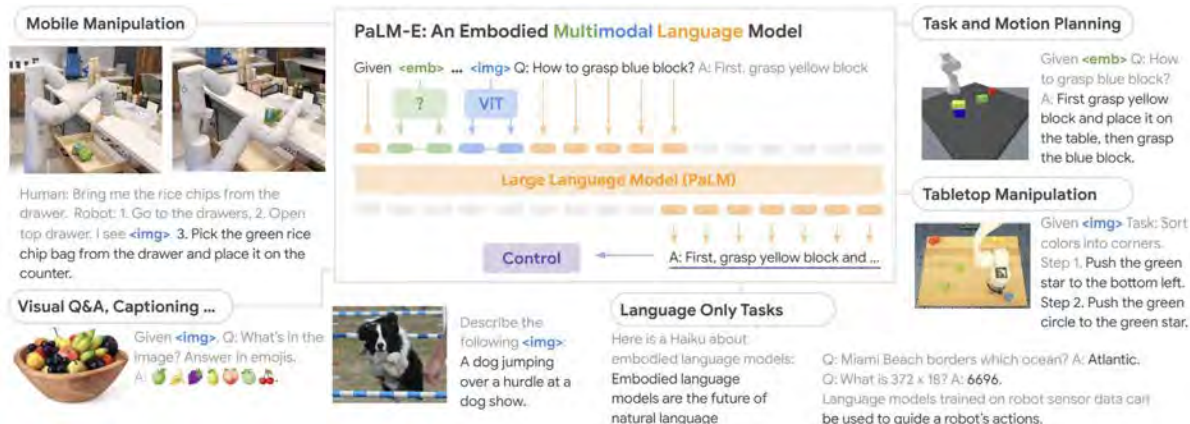 Mobile Manipulation
Human: Bring me the rice chips from the
drawer. Robot: 1. Go to the drawers, 2. Open
top drawer. I see <img>. 3. Pick the green rice
chip bag from the drawer and place it on the
counter.
Visual Q&A, Captioning ...
Given <img>. Q: What's in the
image? Answer in emojis.
A: 🍏🍌🍆🍐🍑🍈🍒.
PaLM-E: An Embodied Multimodal Language Model
Given <emb> ... <img> Q: How to grasp blue block? A: First, grasp yellow block
?
ViT
Large Language Model (PaLM)
Control
A: First, grasp yellow block and ...
Describe the
following <img>:
A dog jumping
over a hurdle at a
dog show.
Language Only Tasks
Here is a Haiku about
embodied language models:
Embodied language
models are the future of
natural language
Q: Miami Beach borders which ocean? A: Atlantic.
Q: What is 372 x 18? A: 6696.
Language models trained on robot sensor data can
be used to guide a robot's actions.
Task and Motion Planning
Given <emb> Q: How
to grasp blue block?
A: First grasp yellow
block and place it on
the table, then grasp
the blue block.
Tabletop Manipulation
Given <img> Task: Sort
colors into corners.
Step 1. Push the green
star to the bottom left.
Step 2. Push the green
circle to the green star.